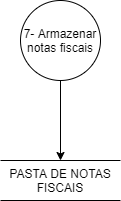 7- Armazenar
notas fiscais
PASTA DE NOTAS
FISCAIS